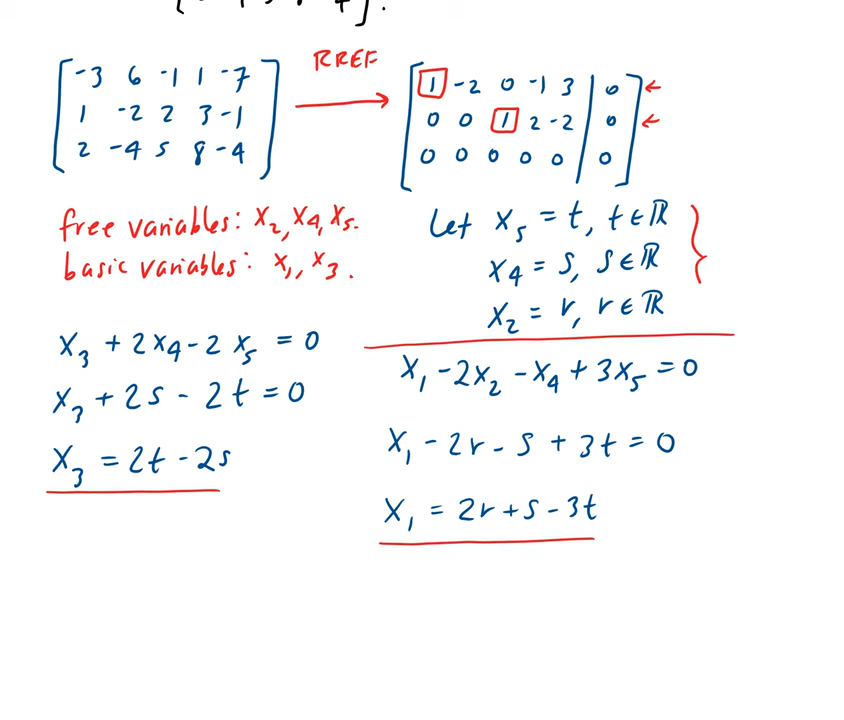 [-3 6 -1 1 -7
1 -2 2 3 -1
2 -4 5 8 -4]
RREF
[1 -2 0 -1 3 | 0] ←
0 0 1 2 -2 | 0 ←
0 0 0 0 0 | 0]
free variables: x₂, x₄, x₅.
basic variables: x₁, x₃.
Let x₅ = t, t ∈ ℝ
x₄ = s, s ∈ ℝ
x₂ = r, r ∈ ℝ
x₃ + 2x₄ - 2x₅ = 0
x₃ + 2s - 2t = 0
x₃ = 2t - 2s
x₁ - 2x₂ - x₄ + 3x₅ = 0
x₁ - 2r - s + 3t = 0
x₁ = 2r + s - 3t